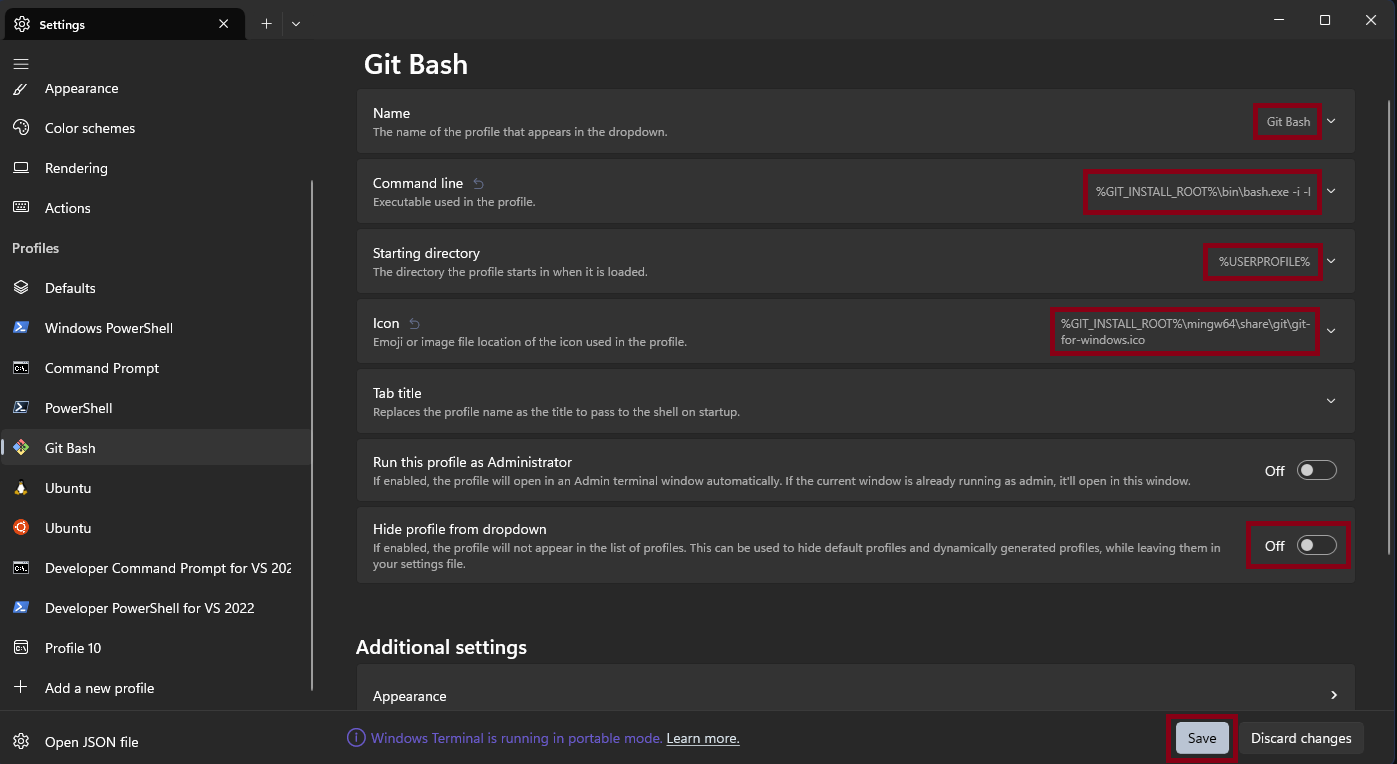 Settings
Appearance
Color schemes
Rendering
Actions
Profiles
Defaults
Windows PowerShell
Command Prompt
PowerShell
Git Bash
Ubuntu
Ubuntu
Developer Command Prompt for VS 202
Developer PowerShell for VS 2022
Profile 10
Add a new profile
Open JSON file
Git Bash
Name
The name of the profile that appears in the dropdown.
Git Bash
Command line
Executable used in the profile.
%GIT_INSTALL_ROOT%\bin\bash.exe -i -l
Starting directory
The directory the profile starts in when it is loaded.
%USERPROFILE%
Icon
Emoji or image file location of the icon used in the profile.
%GIT_INSTALL_ROOT%\mingw64\share\git\git-
for-windows.ico
Tab title
Replaces the profile name as the title to pass to the shell on startup.
Run this profile as Administrator
If enabled, the profile will open in an Admin terminal window automatically. If the current window is already running as admin, it'll open in this window.
Off
Hide profile from dropdown
If enabled, the profile will not appear in the list of profiles. This can be used to hide default profiles and dynamically generated profiles, while leaving them in
your settings file.
Off
Additional settings
Appearance
Windows Terminal is running in portable mode. Learn more.
Save
Discard changes